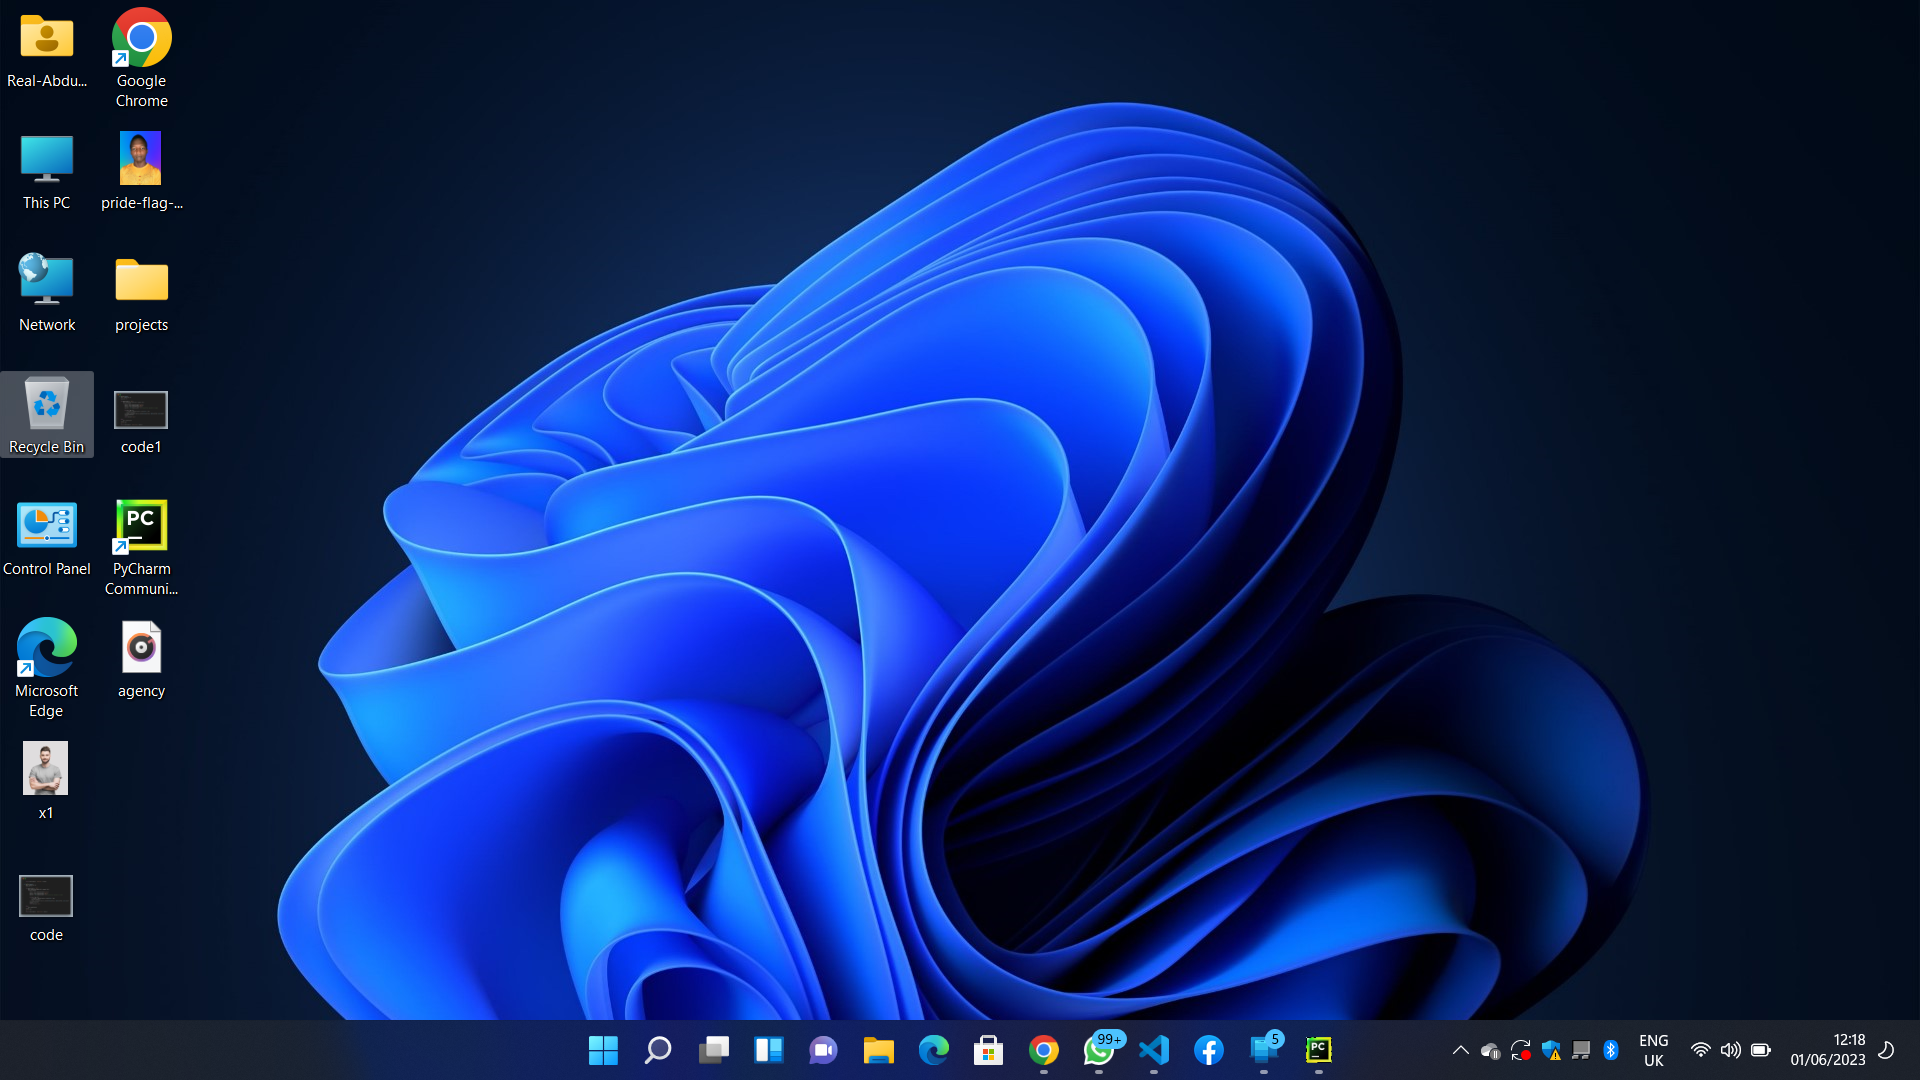 Real-Abdu...
Google
Chrome
This PC
pride-flag-...
Network
projects
Recycle Bin
code1
Control Panel
PC
PyCharm
Communi...
Microsoft
Edge
agency
x1
code
99+
5
PC
ENG
UK
12:18
01/06/2023